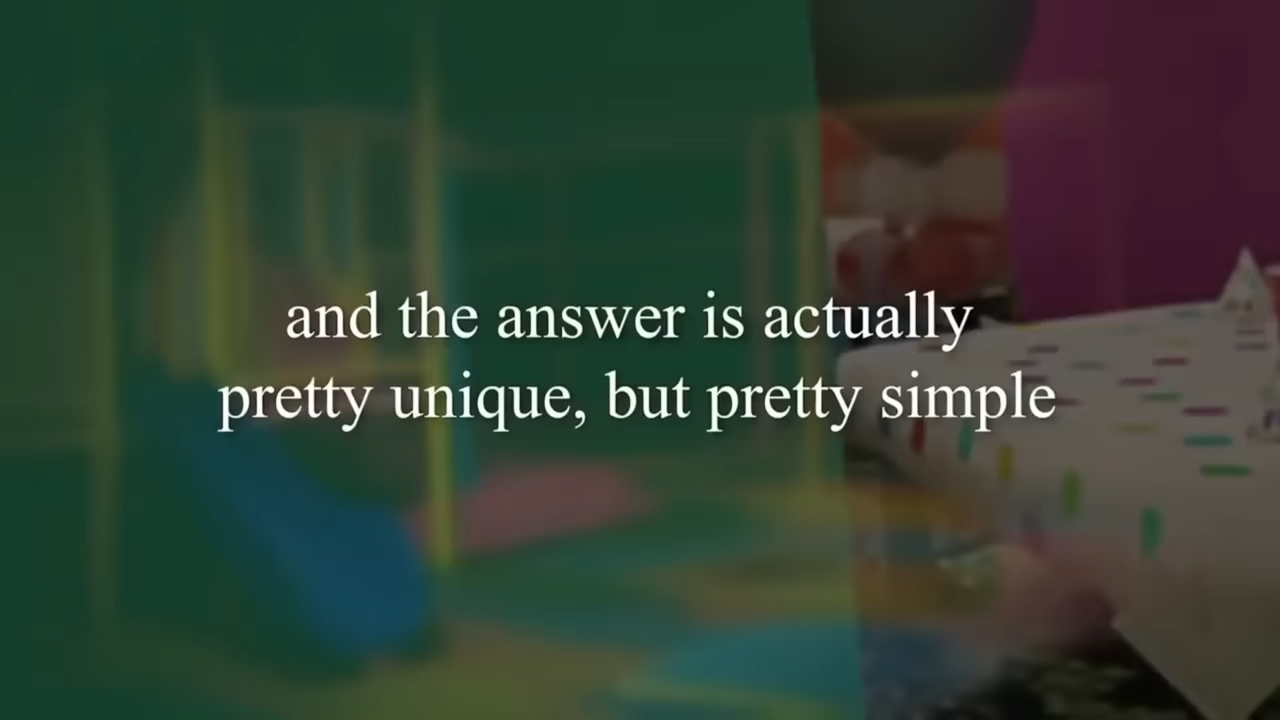 and the answer is actually
pretty unique, but pretty simple